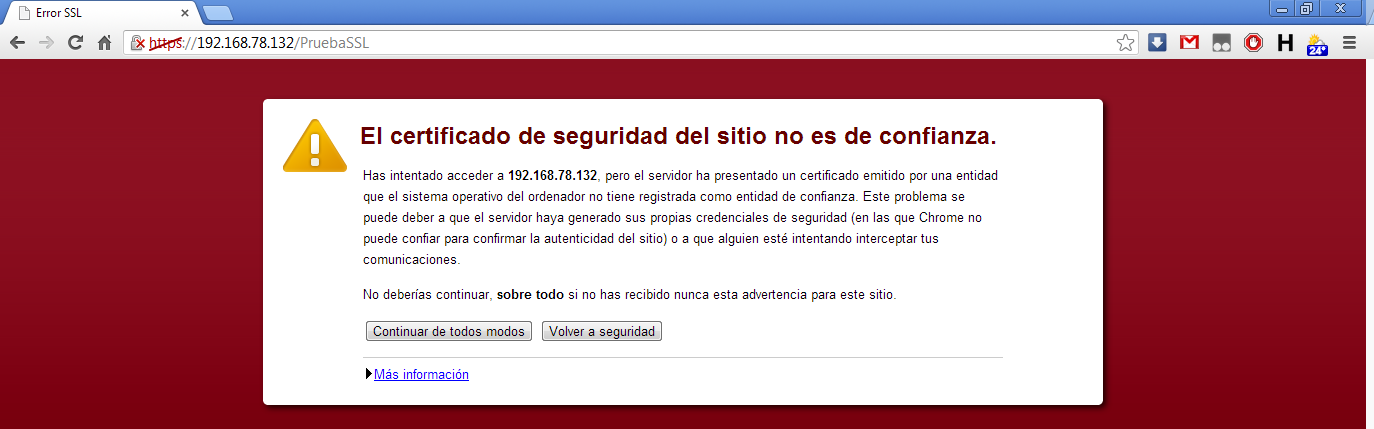 Error SSL
https://192.168.78.132/PruebaSSL
H
24°
El certificado de seguridad del sitio no es de confianza.
Has intentado acceder a 192.168.78.132, pero el servidor ha presentado un certificado emitido por una entidad
que el sistema operativo del ordenador no tiene registrada como entidad de confianza. Este problema se
puede deber a que el servidor haya generado sus propias credenciales de seguridad (en las que Chrome no
puede confiar para confirmar la autenticidad del sitio) o a que alguien esté intentando interceptar tus
comunicaciones.
No deberías continuar, sobre todo si no has recibido nunca esta advertencia para este sitio.
Continuar de todos modos Volver a seguridad
Más información